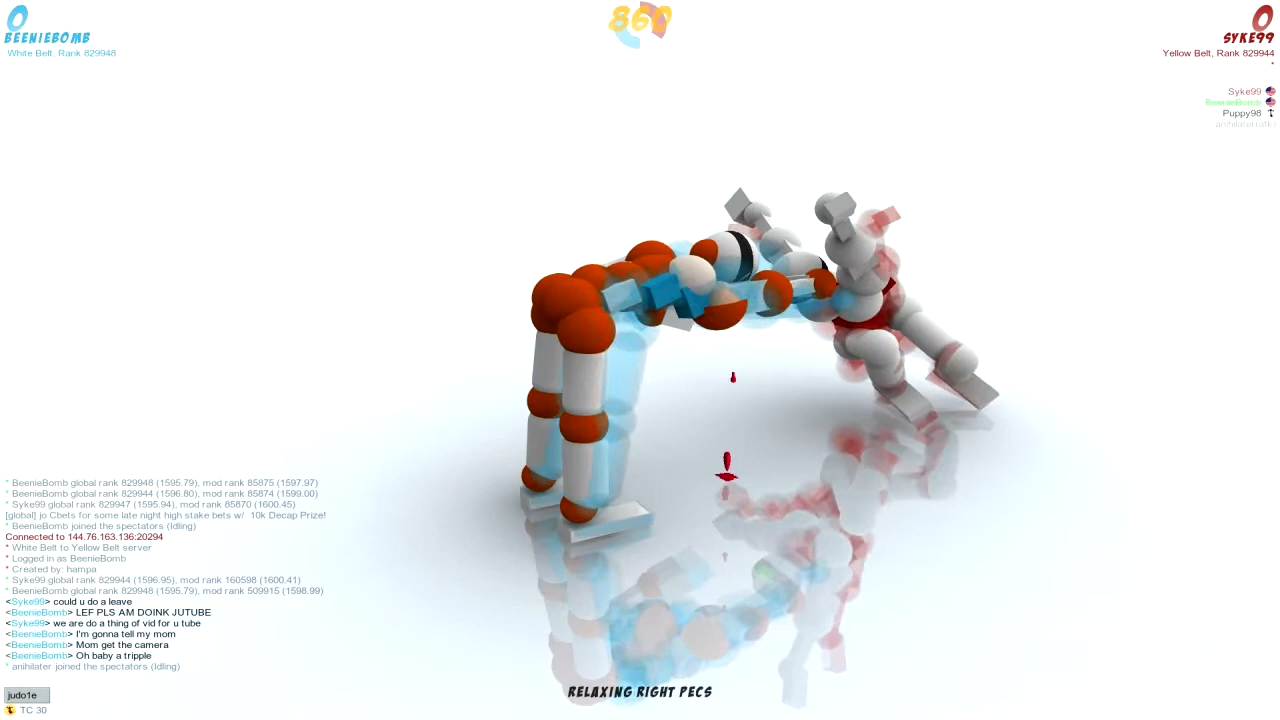 0
BEENIEBOMB
White Belt, Rank 829948
860
0
SYKE99
Yellow Belt, Rank 829944
*
Syke99
BeenieBomb
Puppy98
* BeenieBomb global rank 829948 (1595.79), mod rank 85875 (1597.97)
* BeenieBomb global rank 829944 (1596.80), mod rank 85874 (1599.00)
* Syke99 global rank 829947 (1595.94), mod rank 85870 (1600.45)
[global] jo Cbets for some late night high stake bets w/ 10k Decap Prize!
* BeenieBomb joined the spectators (Idling)
Connected to 144.76.163.136:20294
* White Belt to Yellow Belt server
* Logged in as BeenieBomb
* Created by: hampa
* Syke99 global rank 829944 (1596.95), mod rank 160598 (1600.41)
* BeenieBomb global rank 829948 (1595.79), mod rank 509915 (1598.99)
<Syke99> could u do a leave
<BeenieBomb> LEF PLS AM DOINK JUTUBE
<Syke99> we are do a thing of vid for u tube
<BeenieBomb> I'm gonna tell my mom
<BeenieBomb> Mom get the camera
<BeenieBomb> Oh baby a tripple
* anihilater joined the spectators (Idling)
judo1e
TC 30
RELAXING RIGHT PECS